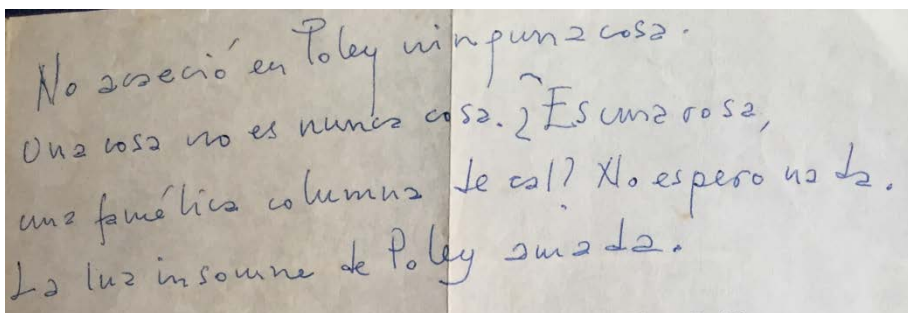 No acaeció en Poley ninguna cosa.
Una cosa no es nunca cosa. ¿Es una rosa,
una famélica columna de cal? No espero nada.
La luz insomne de Poley amada.